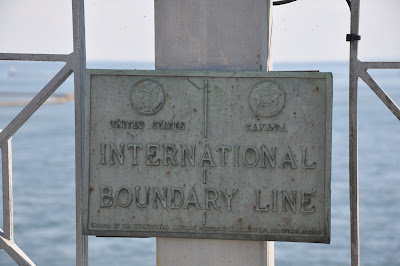 UNITED STATES CANADA
INTERNATIONAL
BOUNDARY LINE